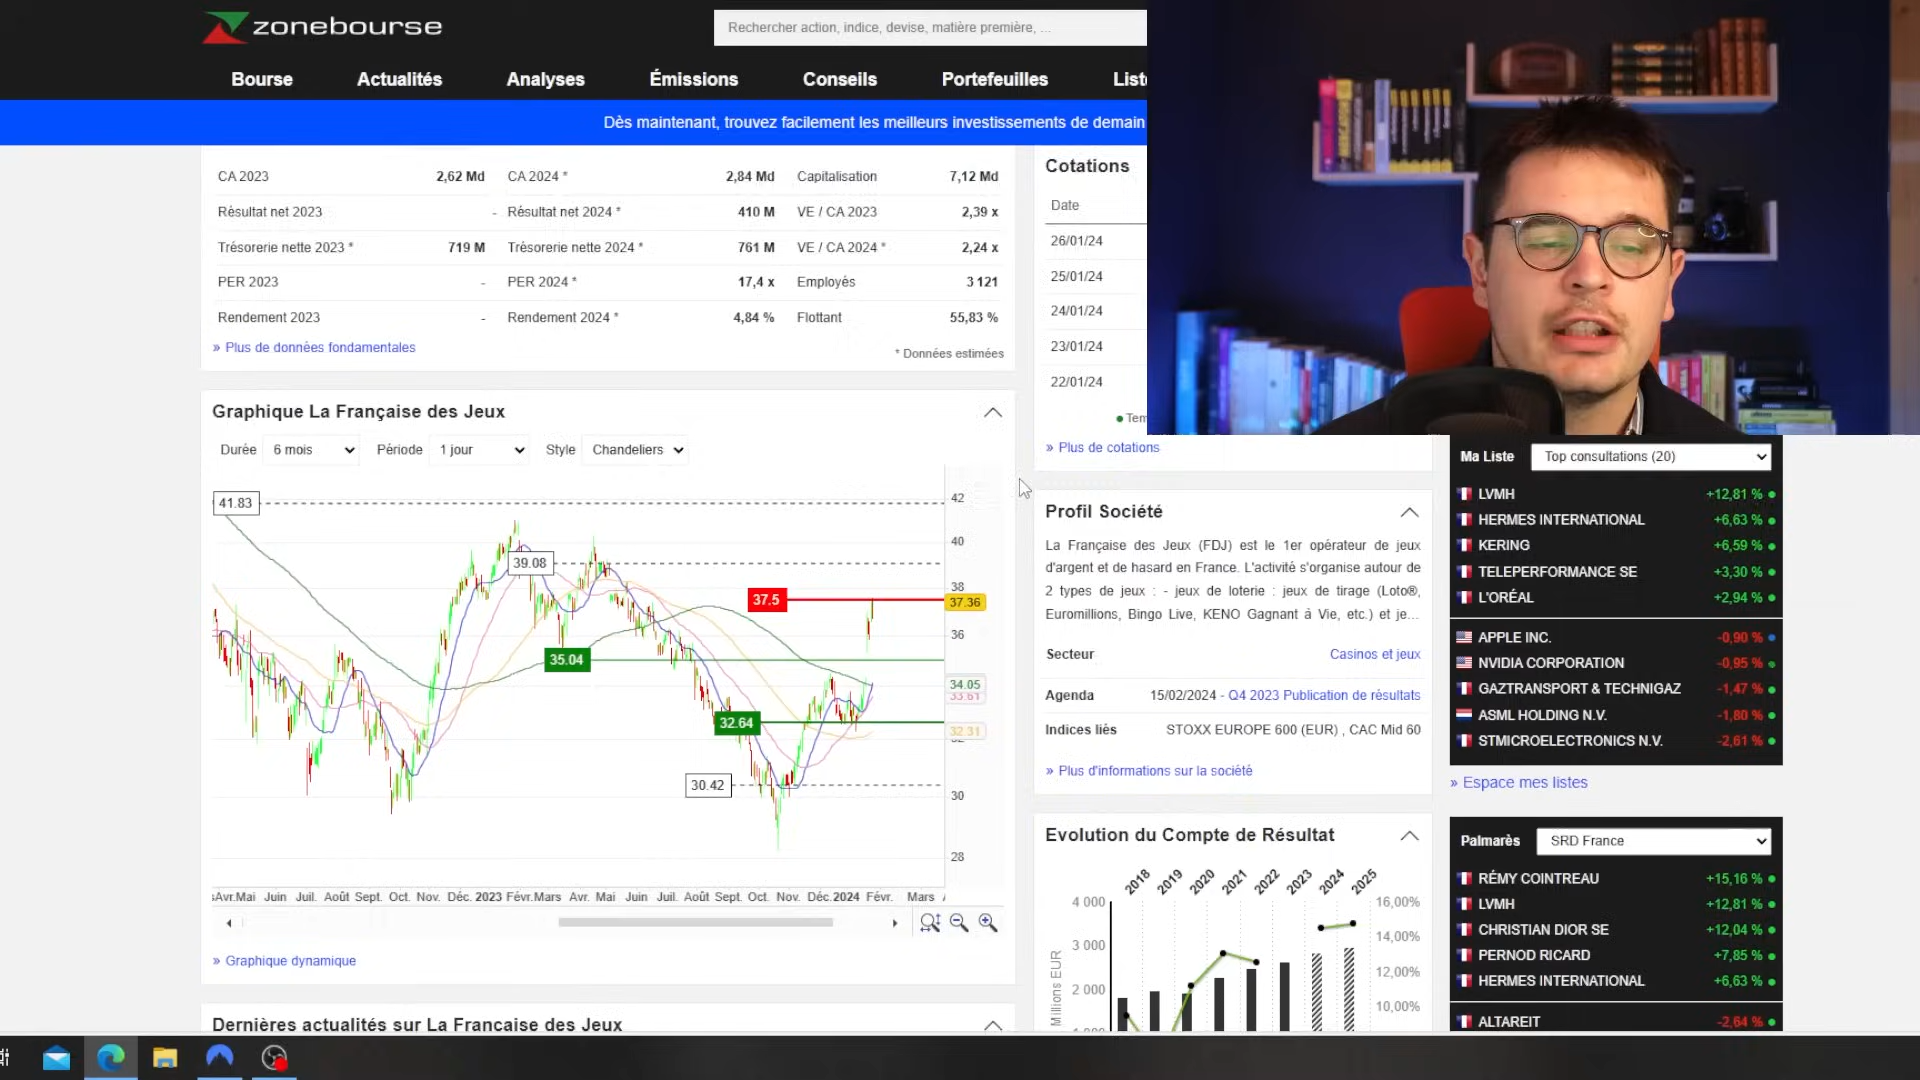 zonebourse
Rechercher action, indice, devise, matière première, ...
Bourse Actualités Analyses Émissions Conseils Portefeuilles
Dès maintenant, trouvez facilement les meilleurs investissements de demain
CA 2023 2,62 Md CA 2024 * 2,84 Md Capitalisation 7,12 Md
Résultat net 2023 - Résultat net 2024 * 410 M VE / CA 2023 2,39 x
Trésorerie nette 2023 * 719 M Trésorerie nette 2024 * 761 M VE / CA 2024 * 2,24 x
PER 2023 - PER 2024 * 17,4 x Employés 3 121
Rendement 2023 - Rendement 2024 * 4,84 % Flottant 55,83 %
» Plus de données fondamentales
* Données estimées
Graphique La Française des Jeux
Durée 6 mois Période 1 jour Style Chandeliers
41.83
39.08
37.5
35.04
32.64
30.42
42
40
38
37.36
36
34.05
33.61
32.31
32
30
28
Avr. Mai Juin Juil. Août Sept. Oct. Nov. Déc. 2023 Févr. Mars Avr. Mai Juin Juil. Août Sept. Oct. Nov. Déc. 2024 Févr. Mars
» Graphique dynamique
Dernières actualités sur La Francaise des Jeux
Cotations
Date
26/01/24
25/01/24
24/01/24
23/01/24
22/01/24
» Plus de cotations
Profil Société
La Française des Jeux (FDJ) est le 1er opérateur de jeux
d'argent et de hasard en France. L'activité s'organise autour de
2 types de jeux : - jeux de loterie : jeux de tirage (Loto®,
Euromillions, Bingo Live, KENO Gagnant á Vie, etc.) et je...
Secteur Casinos et jeux
Agenda 15/02/2024 - Q4 2023 Publication de résultats
Indices liés STOXX EUROPE 600 (EUR) , CAC Mid 60
» Plus d'informations sur la société
Evolution du Compte de Résultat
2018 2019 2020 2021 2022 2023 2024 2025
4 000
3 000
2 000
Millions EUR
16,00%
14,00%
12,00%
10,00%
Ma Liste Top consultations (20)
LVMH +12,81 %
HERMES INTERNATIONAL +6,63 %
KERING +6,59 %
TELEPERFORMANCE SE +3,30 %
L'ORÉAL +2,94 %
APPLE INC. -0,90 %
NVIDIA CORPORATION -0,95 %
GAZTRANSPORT & TECHNIGAZ -1,47 %
ASML HOLDING N.V. -1,80 %
STMICROELECTRONICS N.V. -2,61 %
» Espace mes listes
Palmarès SRD France
RÉMY COINTREAU +15,16 %
LVMH +12,81 %
CHRISTIAN DIOR SE +12,04 %
PERNOD RICARD +7,85 %
HERMES INTERNATIONAL +6,63 %
ALTAREIT -2,64 %